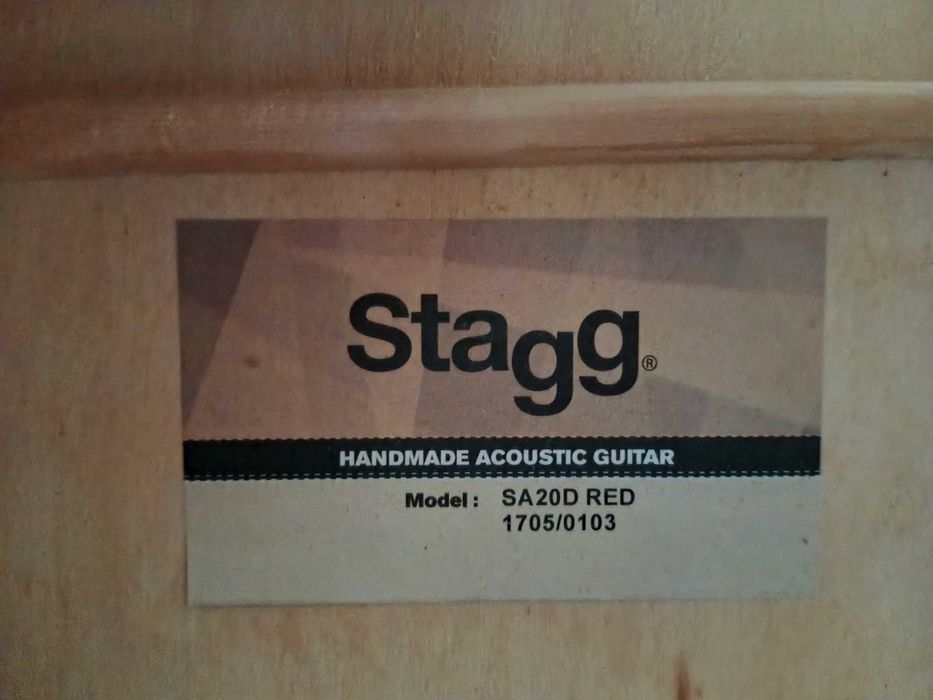 Stagg®
HANDMADE ACOUSTIC GUITAR
Model : SA20D RED
1705/0103